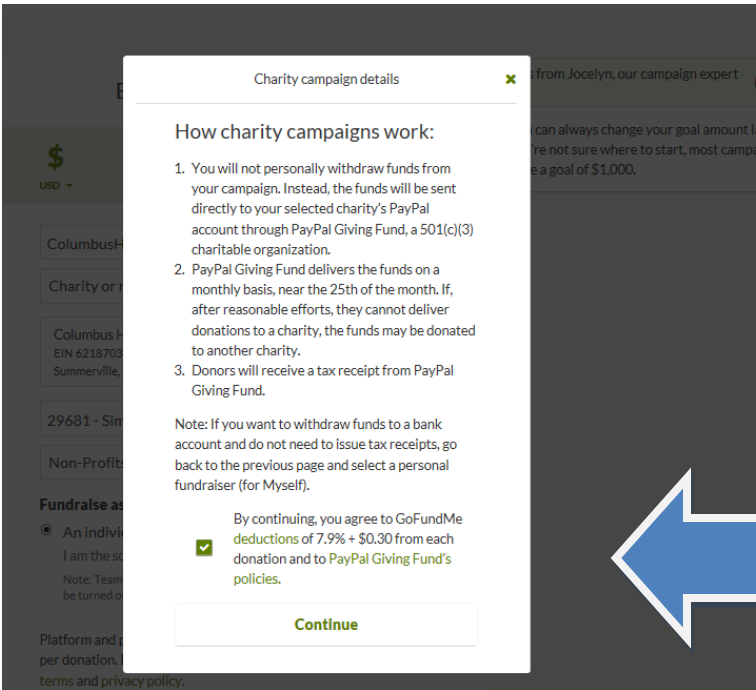 Charity campaign details
How charity campaigns work:
1. You will not personally withdraw funds from
your campaign. Instead, the funds will be sent
directly to your selected charity's PayPal
account through PayPal Giving Fund, a 501(c)(3)
charitable organization.
2. PayPal Giving Fund delivers the funds on a
monthly basis, near the 25th of the month. If,
after reasonable efforts, they cannot deliver
donations to a charity, the funds may be donated
to another charity.
3. Donors will receive a tax receipt from PayPal
Giving Fund.
Note: If you want to withdraw funds to a bank
account and do not need to issue tax receipts, go
back to the previous page and select a personal
fundraiser (for Myself).
By continuing, you agree to GoFundMe
deductions of 7.9% + $0.30 from each
donation and to PayPal Giving Fund's
policies.
Continue
$
USD
ColumbusH
Charity or
Columbus H
EIN 6218703
Summerville,
29681 - Sim
Non-Profits
Fundraise as
An indivi
I am the so
Note: Team
be turned o
Platform and p
per donation.
terms and privacy policy.
from Jocelyn, our campaign expert
can always change your goal amount l
're not sure where to start, most campa
e a goal of $1,000.